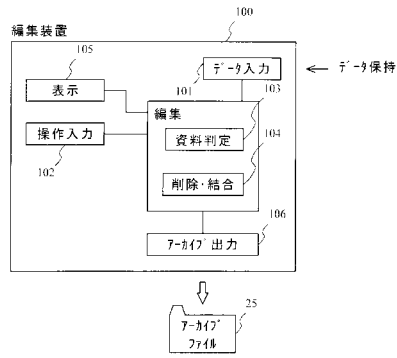 100
編集装置
105
データ入力
データ保持
101
表示
103
編集
操作入力
資料判定
104
102
削除・結合
106
アーカイブ出力
25
アーカイブ
ファイル